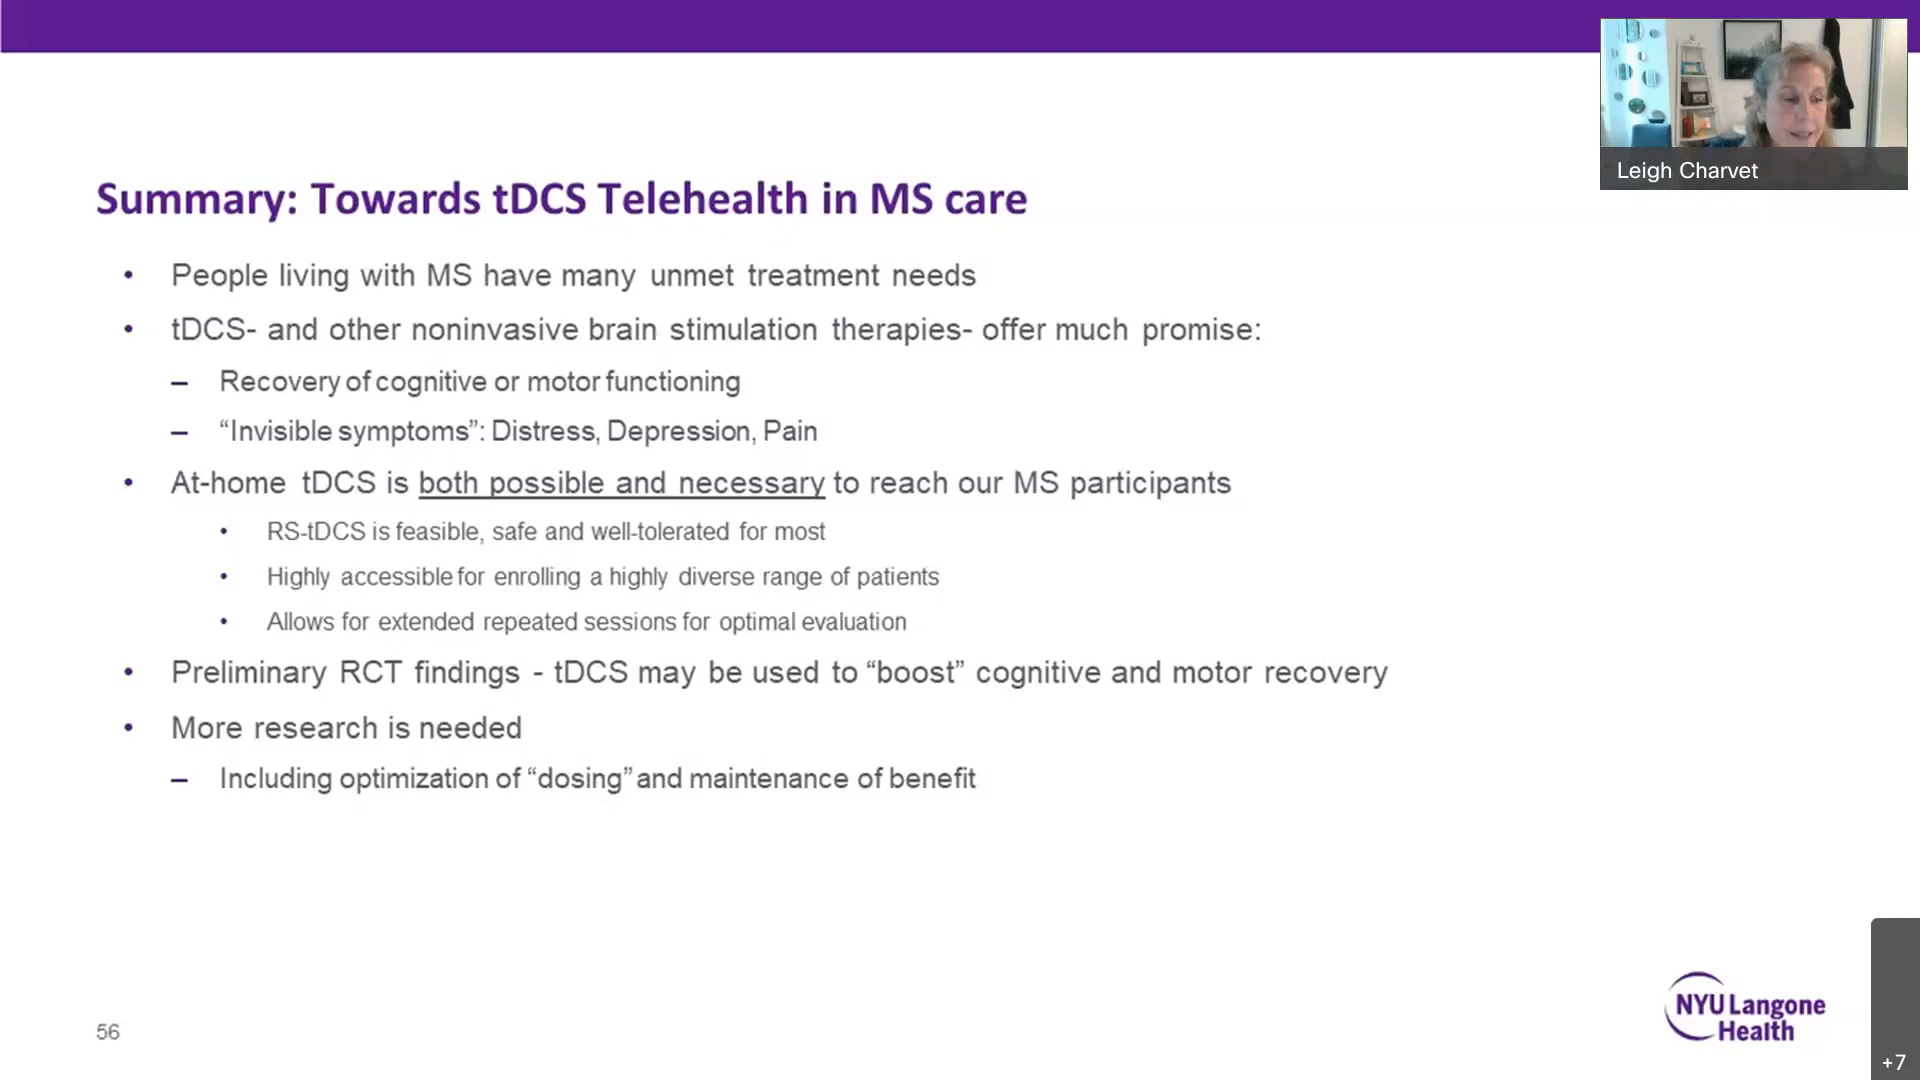 Leigh Charvet
Summary: Towards tDCS Telehealth in MS care
• People living with MS have many unmet treatment needs
• tDCS- and other noninvasive brain stimulation therapies- offer much promise:
– Recovery of cognitive or motor functioning
– “Invisible symptoms”: Distress, Depression, Pain
• At-home tDCS is both possible and necessary to reach our MS participants
• RS-tDCS is feasible, safe and well-tolerated for most
• Highly accessible for enrolling a highly diverse range of patients
• Allows for extended repeated sessions for optimal evaluation
• Preliminary RCT findings - tDCS may be used to “boost” cognitive and motor recovery
• More research is needed
– Including optimization of “dosing” and maintenance of benefit
56
NYU Langone
Health
+7